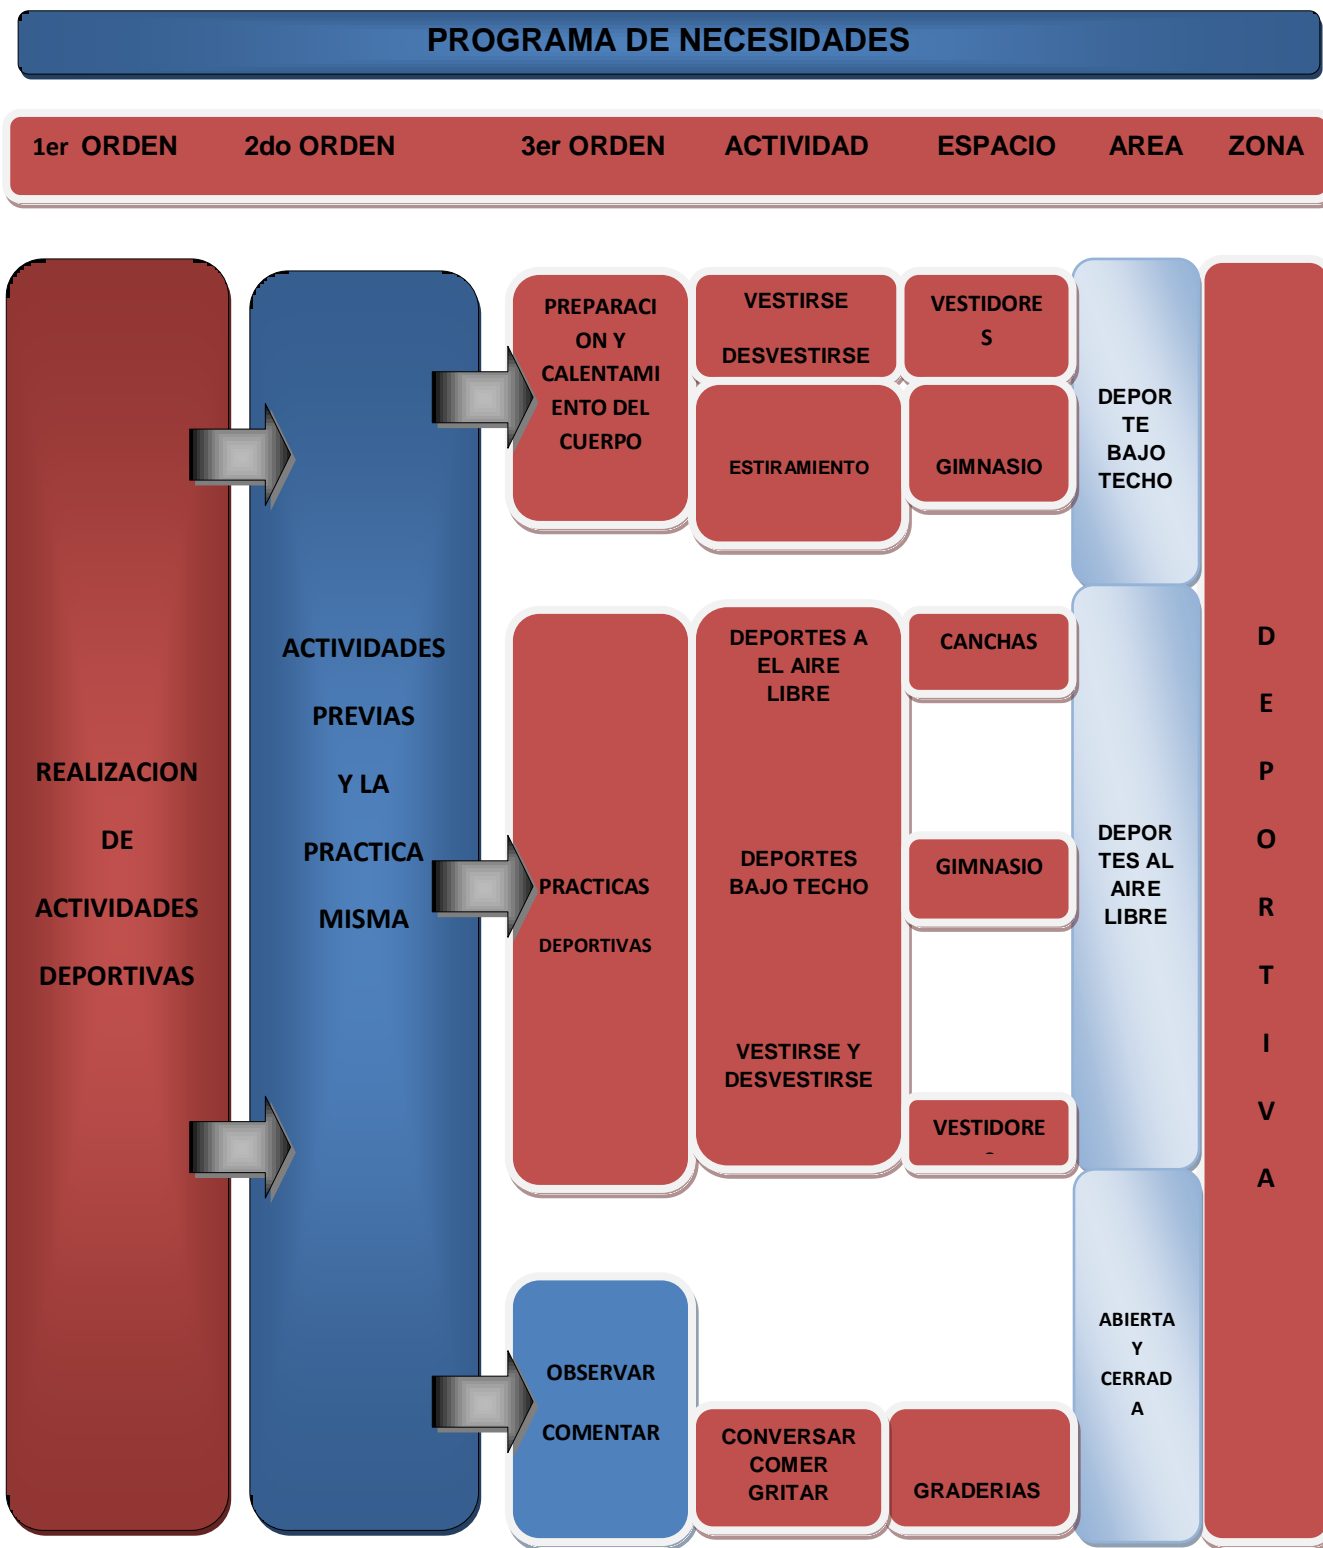 PROGRAMA DE NECESIDADES
1er ORDEN 2do ORDEN 3er ORDEN ACTIVIDAD ESPACIO AREA ZONA
REALIZACION
DE
ACTIVIDADES
DEPORTIVAS
ACTIVIDADES
PREVIAS
Y LA
PRACTICA
MISMA
PREPARACI
ON Y
CALENTAMI
ENTO DEL
CUERPO
VESTIRSE
DESVESTIRSE
VESTIDORE
S
ESTIRAMIENTO
GIMNASIO
DEPOR
TE
BAJO
TECHO
PRACTICAS
DEPORTIVAS
DEPORTES A
EL AIRE
LIBRE
DEPORTES
BAJO TECHO
VESTIRSE Y
DESVESTIRSE
CANCHAS
GIMNASIO
VESTIDORE
DEPOR
TES AL
AIRE
LIBRE
OBSERVAR
COMENTAR
CONVERSAR
COMER
GRITAR
GRADERIAS
ABIERTA
Y
CERRAD
A
D
E
P
O
R
T
I
V
A